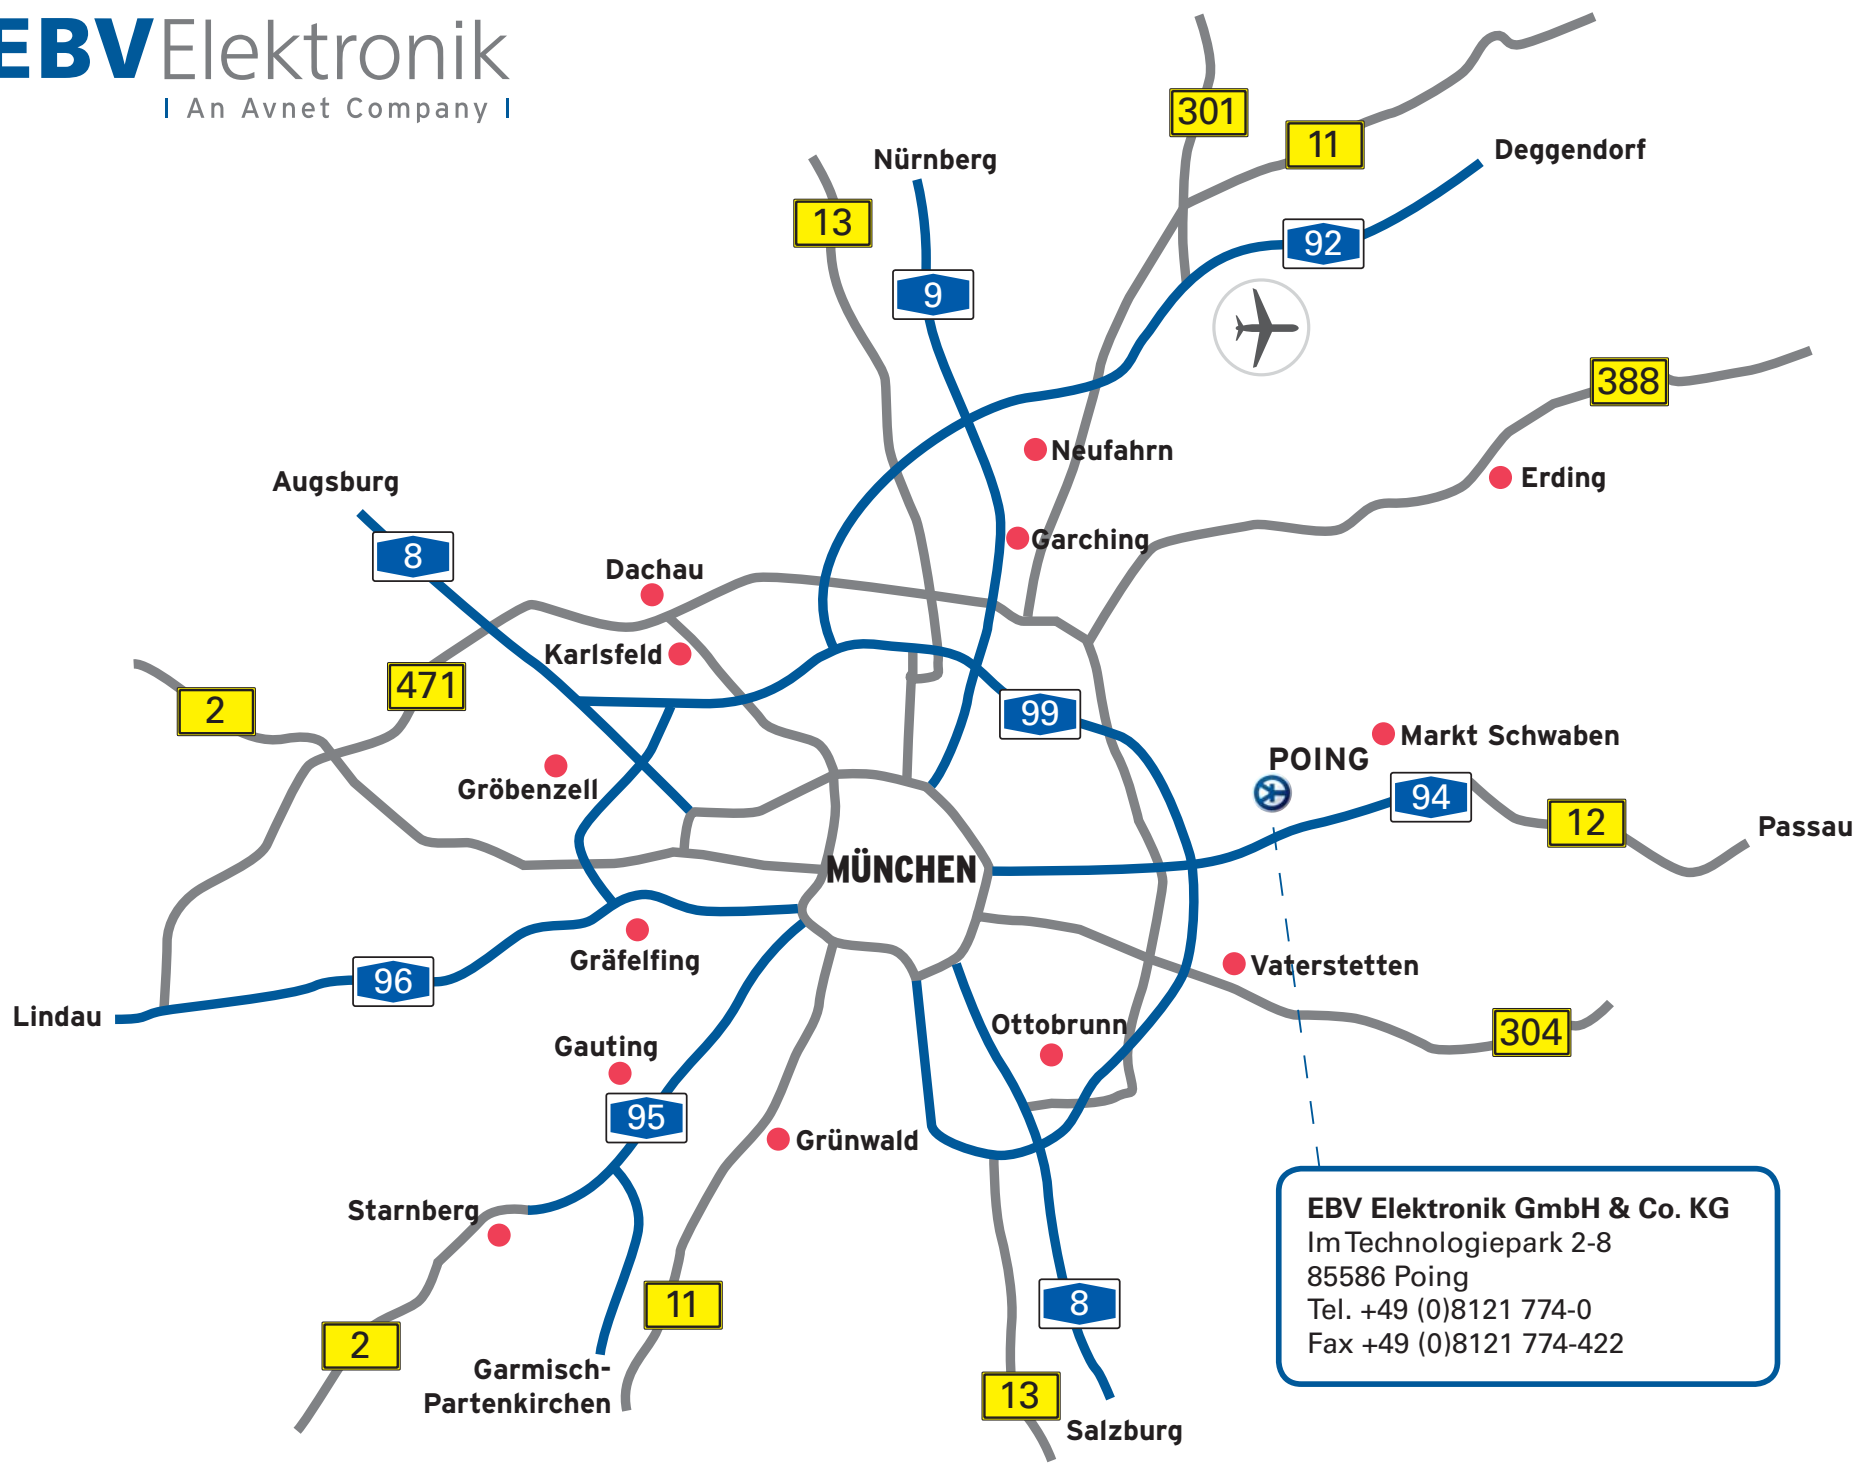 EBVElektronik
| An Avnet Company |
301
11
Deggendorf
Nürnberg
13
92
9
388
Neufahrn
Erding
Augsburg
Garching
8
Dachau
Karlsfeld
471
2
99
Markt Schwaben
POING
Gröbenzell
94
12
Passau
MÜNCHEN
Gräfelfing
Vaterstetten
96
Lindau
Ottobrunn
304
Gauting
95
Grünwald
Starnberg
EBV Elektronik GmbH & Co. KG
Im Technologiepark 2-8
85586 Poing
Tel. +49 (0)8121 774-0
Fax +49 (0)8121 774-422
11
8
2
Garmisch-
Partenkirchen
13
Salzburg